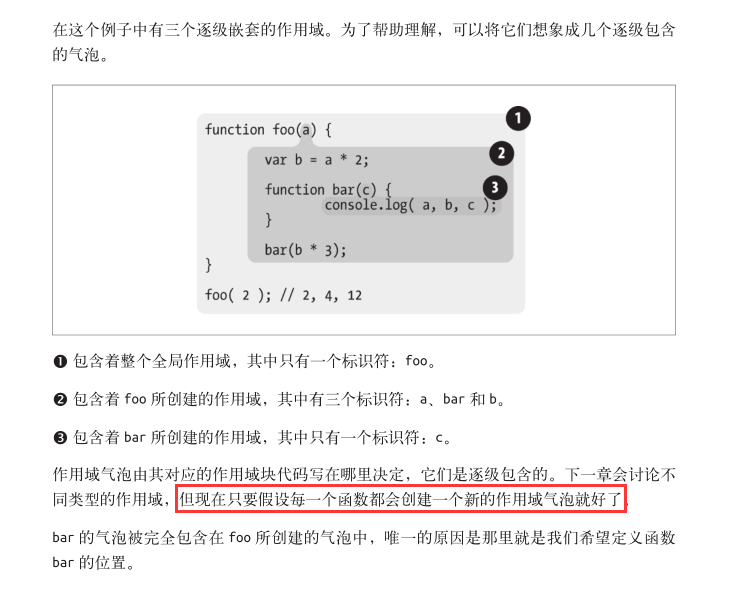 在这个例子中有三个逐级嵌套的作用域。为了帮助理解，可以将它们想象成几个逐级包含
的气泡。
function foo(a) {
❶
var b = a * 2;
❷
function bar(c) {
❸
console.log( a, b, c );
}
bar(b * 3);
}
foo( 2 ); // 2, 4, 12
❶ 包含着整个全局作用域，其中只有一个标识符：foo。
❷ 包含着 foo 所创建的作用域，其中有三个标识符：a、bar 和 b。
❸ 包含着 bar 所创建的作用域，其中只有一个标识符：c。
作用域气泡由其对应的作用域块代码写在哪里决定，它们是逐级包含的。下一章会讨论不
同类型的作用域，但现在只要假设每一个函数都会创建一个新的作用域气泡就好了。
bar 的气泡被完全包含在 foo 所创建的气泡中，唯一的原因是那里就是我们希望定义函数
bar 的位置。